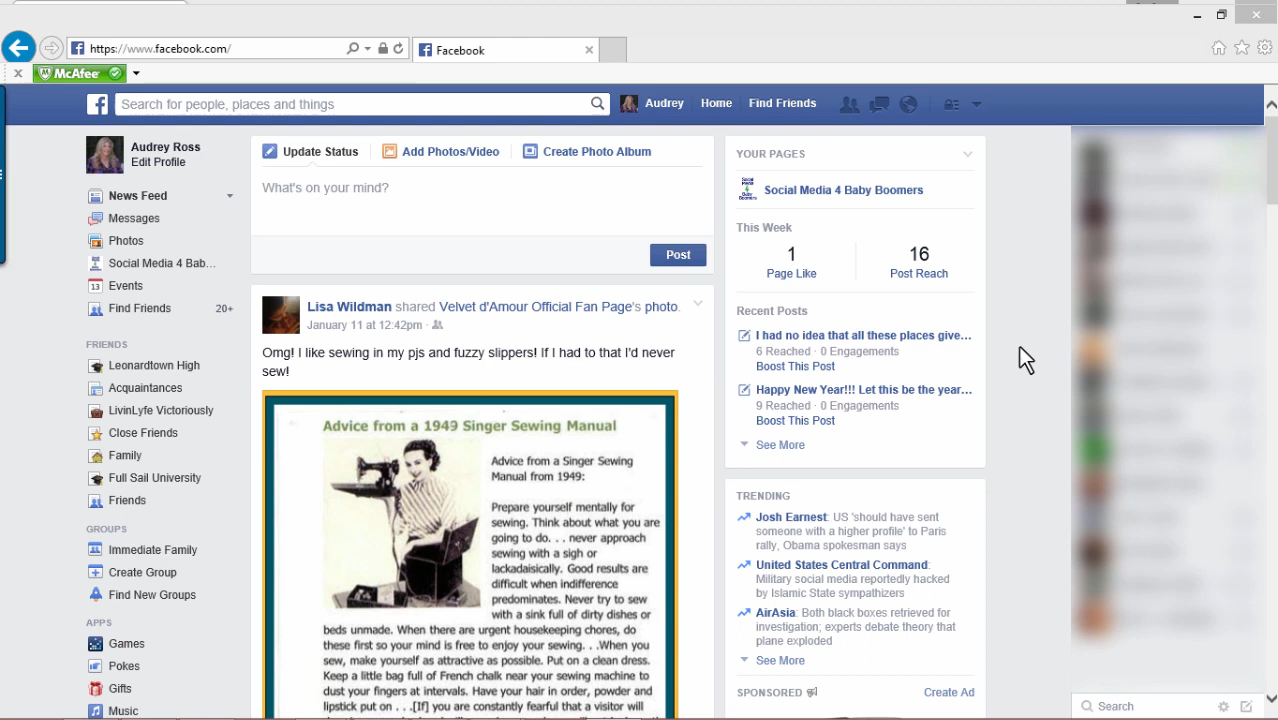 https://www.facebook.com/
Facebook
McAfee
Search for people, places and things
Audrey
Home
Find Friends
Audrey Ross
Edit Profile
News Feed
Messages
Photos
Social Media 4 Bab...
Events
Find Friends 20+
FRIENDS
Leonardtown High
Acquaintances
LivinLyfe Victoriously
Close Friends
Family
Full Sail University
Friends
GROUPS
Immediate Family
Create Group
Find New Groups
APPS
Games
Pokes
Gifts
Music
Update Status
Add Photos/Video
Create Photo Album
What's on your mind?
Post
Lisa Wildman shared Velvet d'Amour Official Fan Page's photo.
January 11 at 12:42pm
Omg! I like sewing in my pjs and fuzzy slippers! If I had to that I'd never
sew!
Advice from a 1949 Singer Sewing Manual
Advice from a Singer Sewing
Manual from 1949:
Prepare yourself mentally for
sewing. Think about what you are
going to do. . . never approach
sewing with a sigh or
lackadaisically. Good results are
difficult when indifference
predominates. Never try to sew
with a sink full of dirty dishes or
beds unmade. When there are urgent housekeeping chores, do
these first so your mind is free to enjoy your sewing. . .When you
sew, make yourself as attractive as possible. Put on a clean dress.
Keep a little bag full of French chalk near your sewing machine to
dust your fingers at intervals. Have your hair in order, powder and
lipstick put on . . .[If] you are constantly fearful that a visitor will
YOUR PAGES
Social Media 4 Baby Boomers
This Week
1
Page Like
16
Post Reach
Recent Posts
I had no idea that all these places give...
6 Reached · 0 Engagements
Boost This Post
Happy New Year!!! Let this be the year...
9 Reached · 0 Engagements
Boost This Post
See More
TRENDING
Josh Earnest: US 'should have sent
someone with a higher profile' to Paris
rally, Obama spokesman says
United States Central Command:
Military social media reportedly hacked
by Islamic State sympathizers
AirAsia: Both black boxes retrieved for
investigation; experts debate theory that
plane exploded
See More
SPONSORED
Create Ad
Search